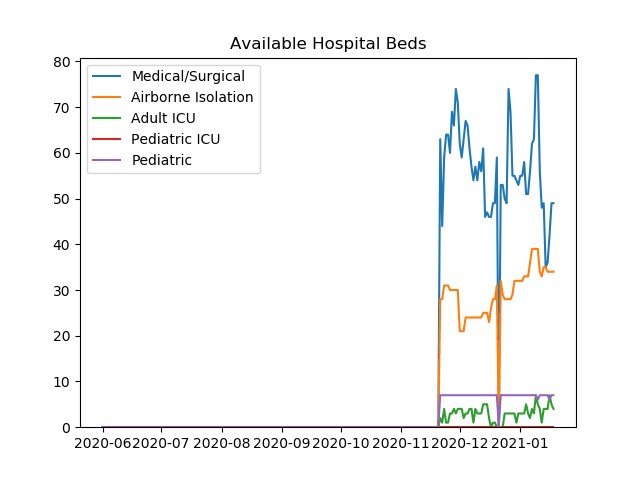 Available Hospital Beds
80
70
60
50
40
30
20
10
0
Medical/Surgical
Airborne Isolation
Adult ICU
Pediatric ICU
Pediatric
2020-06 2020-07 2020-08 2020-09 2020-10 2020-11 2020-12 2021-01